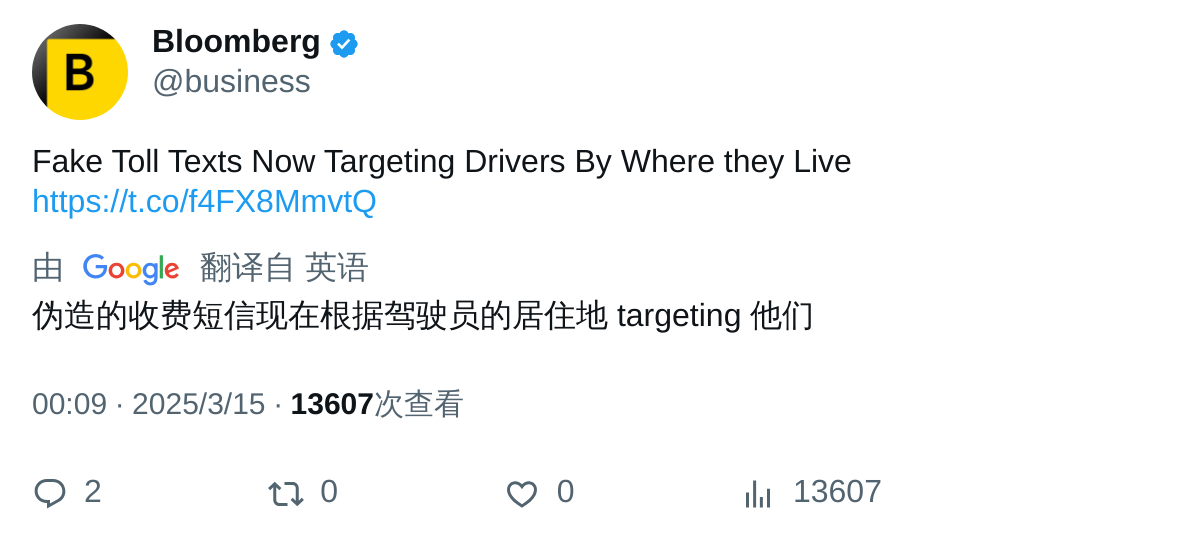 B
Bloomberg
@business
Fake Toll Texts Now Targeting Drivers By Where they Live
https://t.co/f4FX8MmvtQ
由 Google 翻译自 英语
伪造的收费短信现在根据驾驶员的居住地 targeting 他们
00:09 · 2025/3/15 · 13607次查看
2 0 0 13607